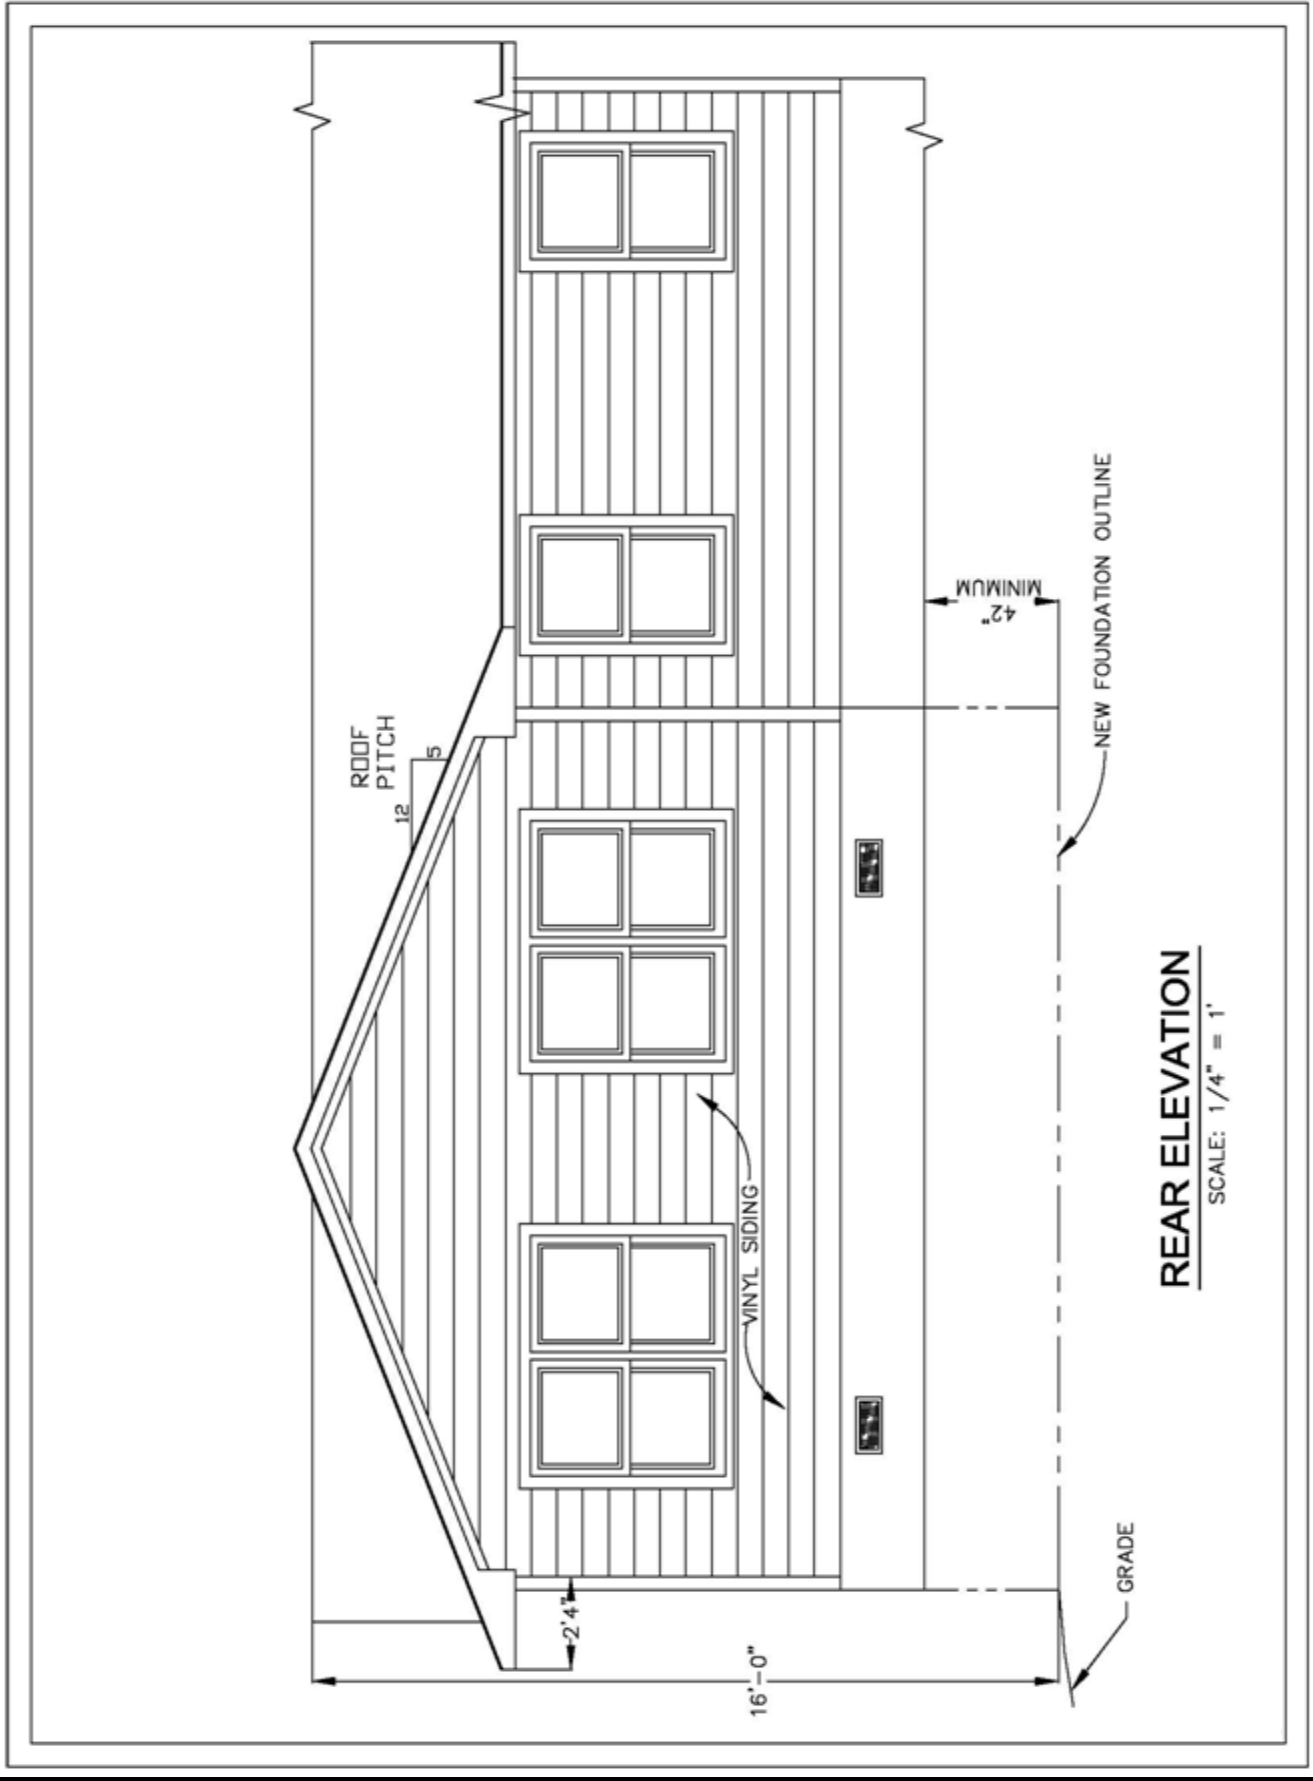 ROOF
PITCH
12
5
2'4"
16'-0"
VINYL SIDING
42"
MINIMUM
NEW FOUNDATION OUTLINE
GRADE
REAR ELEVATION
SCALE: 1/4" = 1'